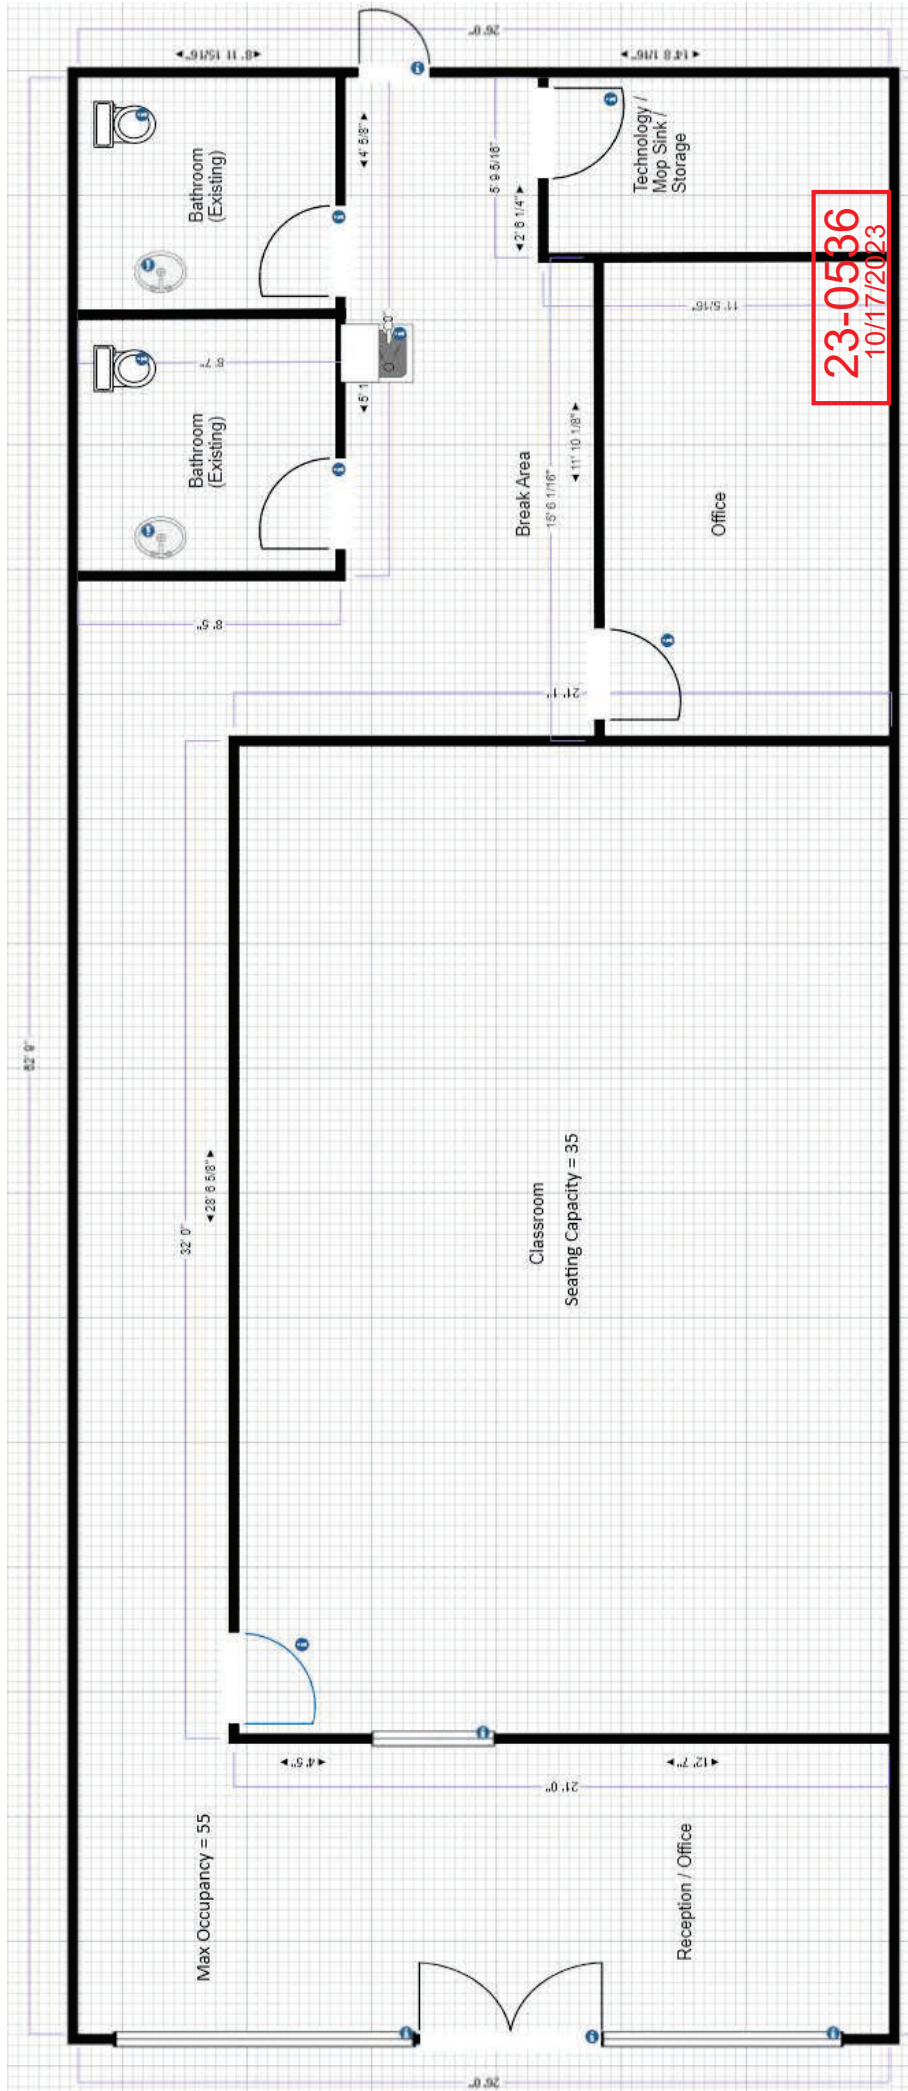 26' 0"
8' 11 15/16"
14' 8 1/16"
Bathroom
(Existing)
4' 5/8"
5' 9 5/16"
2' 6 1/4"
Technology /
Mop Sink /
Storage
23-0536
10/17/2023
11' 5/16"
8' 7"
5' 1
Bathroom
(Existing)
Break Area
15' 6 1/16"
11' 10 1/8"
Office
8' 5"
21' 1"
62' 9"
32' 0"
28' 6 5/8"
Classroom
Seating Capacity = 35
4' 5"
12' 7"
21' 0"
Max Occupancy = 55
Reception / Office
26' 0"